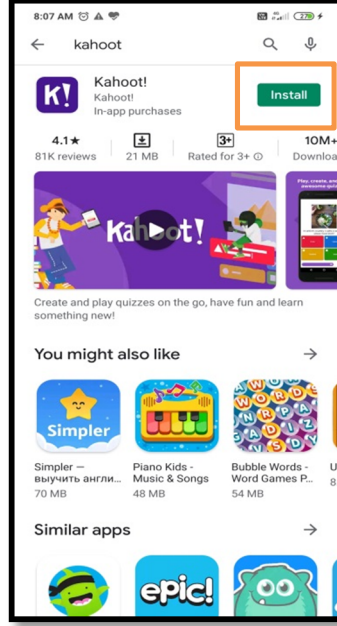 8:07 AM
kahoot
K!
Kahoot!
Kahoot!
In-app purchases
Install
4.1★
81K reviews
21 MB
3+
Rated for 3+
10M+
Downloa
Kahoot!
Create and play quizzes on the go, have fun and learn
something new!
You might also like
Simpler
WORDS
Simpler —
выучить англи...
70 MB
Piano Kids -
Music & Songs
48 MB
Bubble Words -
Word Games P...
54 MB
U
8
Similar apps
epic!